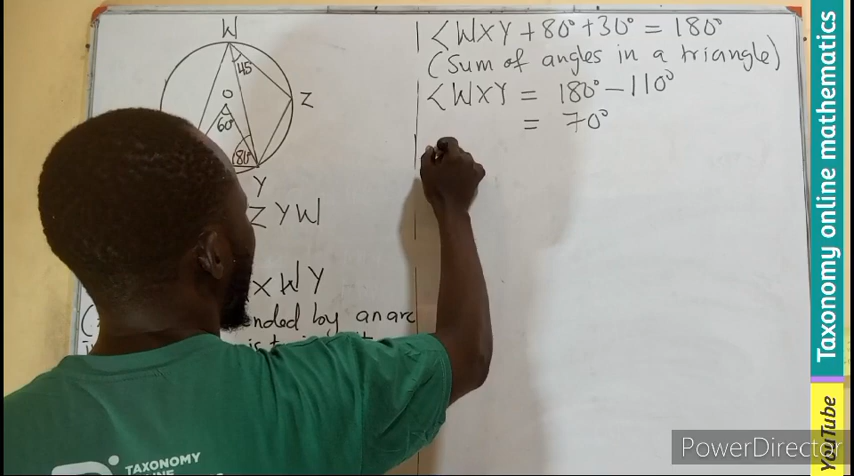 W
45
O
60°
Z
80°
Y
ZYW
XWY
ended by an arc
<WXY + 80° + 30° = 180°
(Sum of angles in a triangle)
<WXY = 180° - 110°
= 70°
TAXONOMY
Taxonomy online mathematics
YouTube
PowerDirector